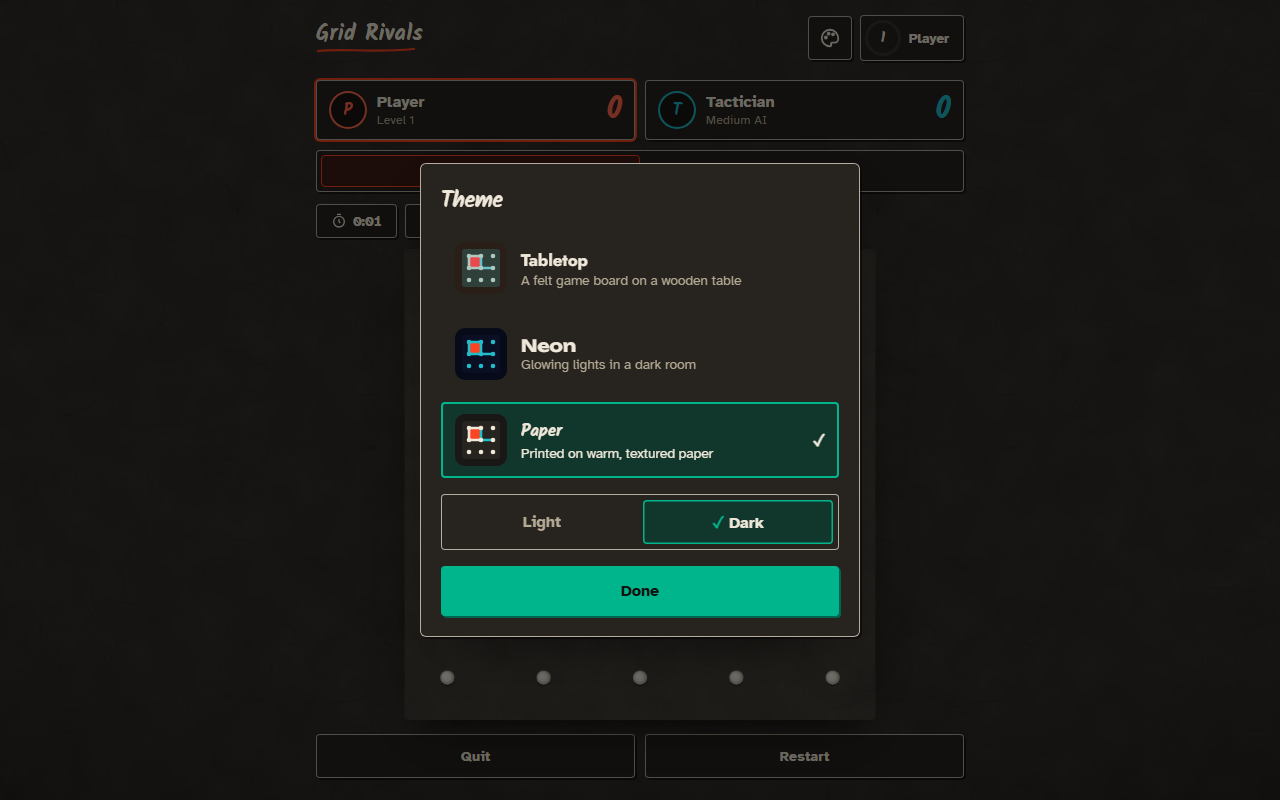 Grid Rivals
I
Player
P
Player
Level 1
0
T
Tactician
Medium AI
0
0:01
Theme
Tabletop
A felt game board on a wooden table
Neon
Glowing lights in a dark room
Paper
Printed on warm, textured paper
✓
Light
✓ Dark
Done
Quit
Restart